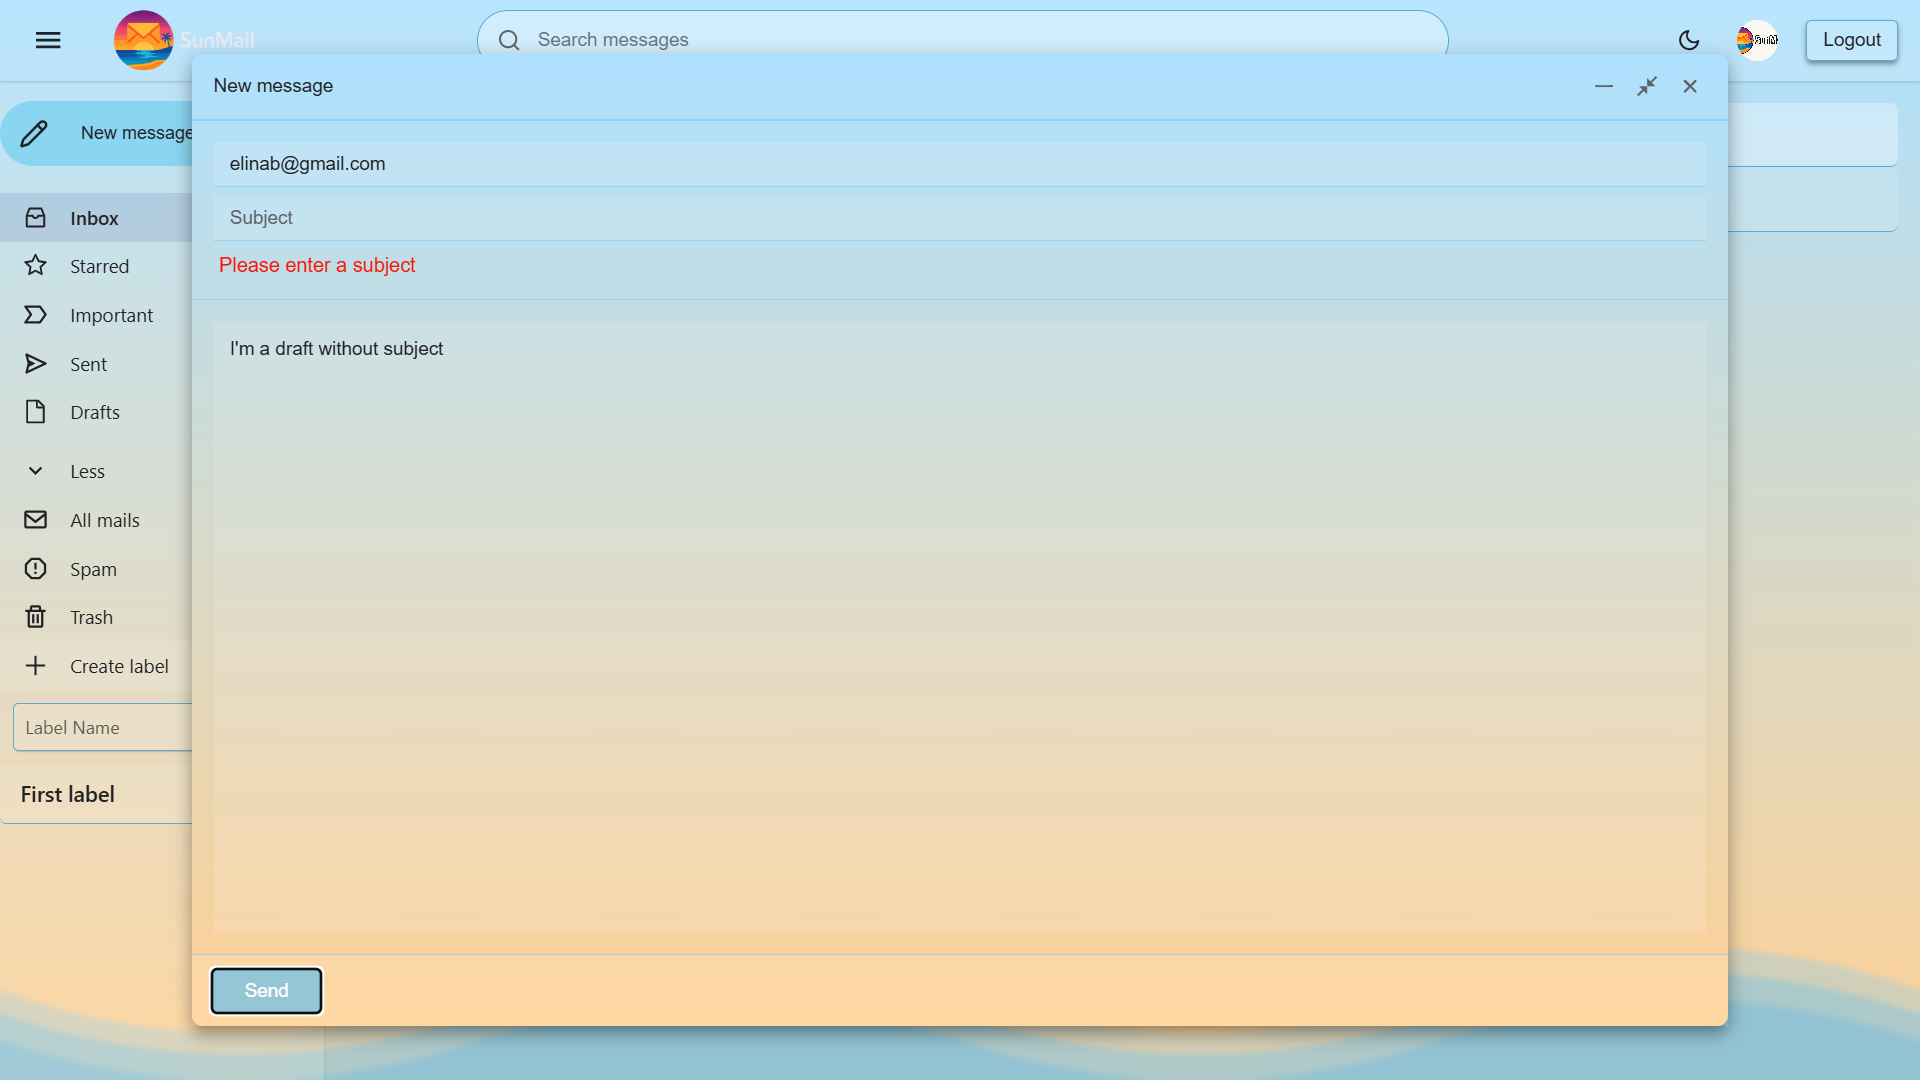 SunMail
Search messages
Logout
New message
New message
elinab@gmail.com
Subject
Please enter a subject
I'm a draft without subject
Send
Inbox
Starred
Important
Sent
Drafts
Less
All mails
Spam
Trash
Create label
Label Name
First label